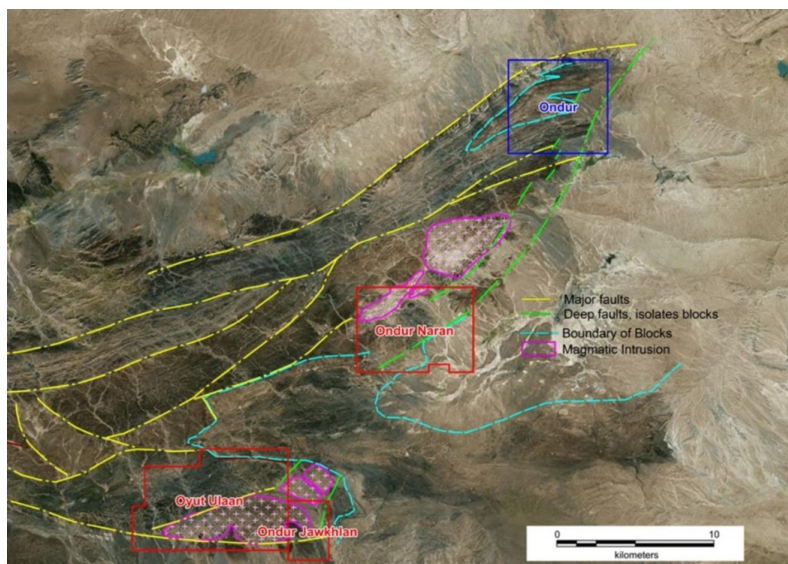 Ondur
Major faults
Deep faults, isolates blocks
Ondur Naran
Boundary of Blocks
Magmatic Intrusion
Oyut Ulaan
Ondur Jawkhlan
0 10
kilometers